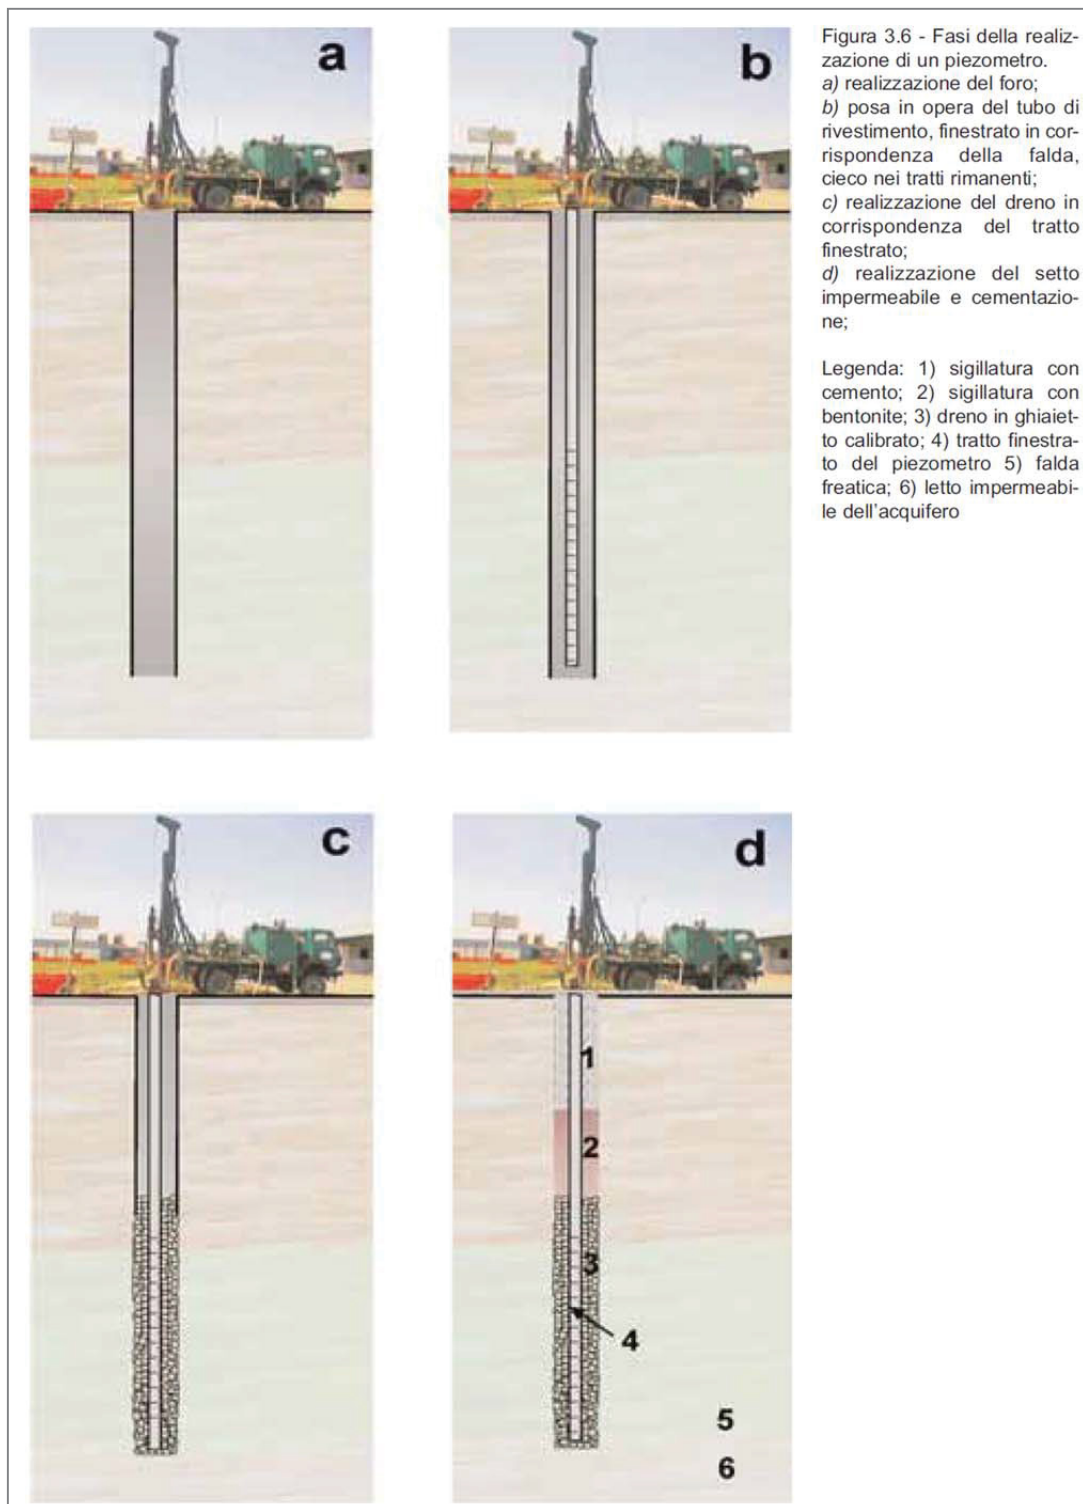 a
b
Figura 3.6 - Fasi della realiz-
zazione di un piezometro.
a) realizzazione del foro;
b) posa in opera del tubo di
rivestimento, finestrato in cor-
rispondenza della falda,
cieco nei tratti rimanenti;
c) realizzazione del dreno in
corrispondenza del tratto
finestrato;
d) realizzazione del setto
impermeabile e cementazio-
ne;
Legenda: 1) sigillatura con
cemento; 2) sigillatura con
bentonite; 3) dreno in ghiaiet-
to calibrato; 4) tratto finestra-
to del piezometro 5) falda
freatica; 6) letto impermeabi-
le dell'acquifero
c
d
1
2
3
4
5
6